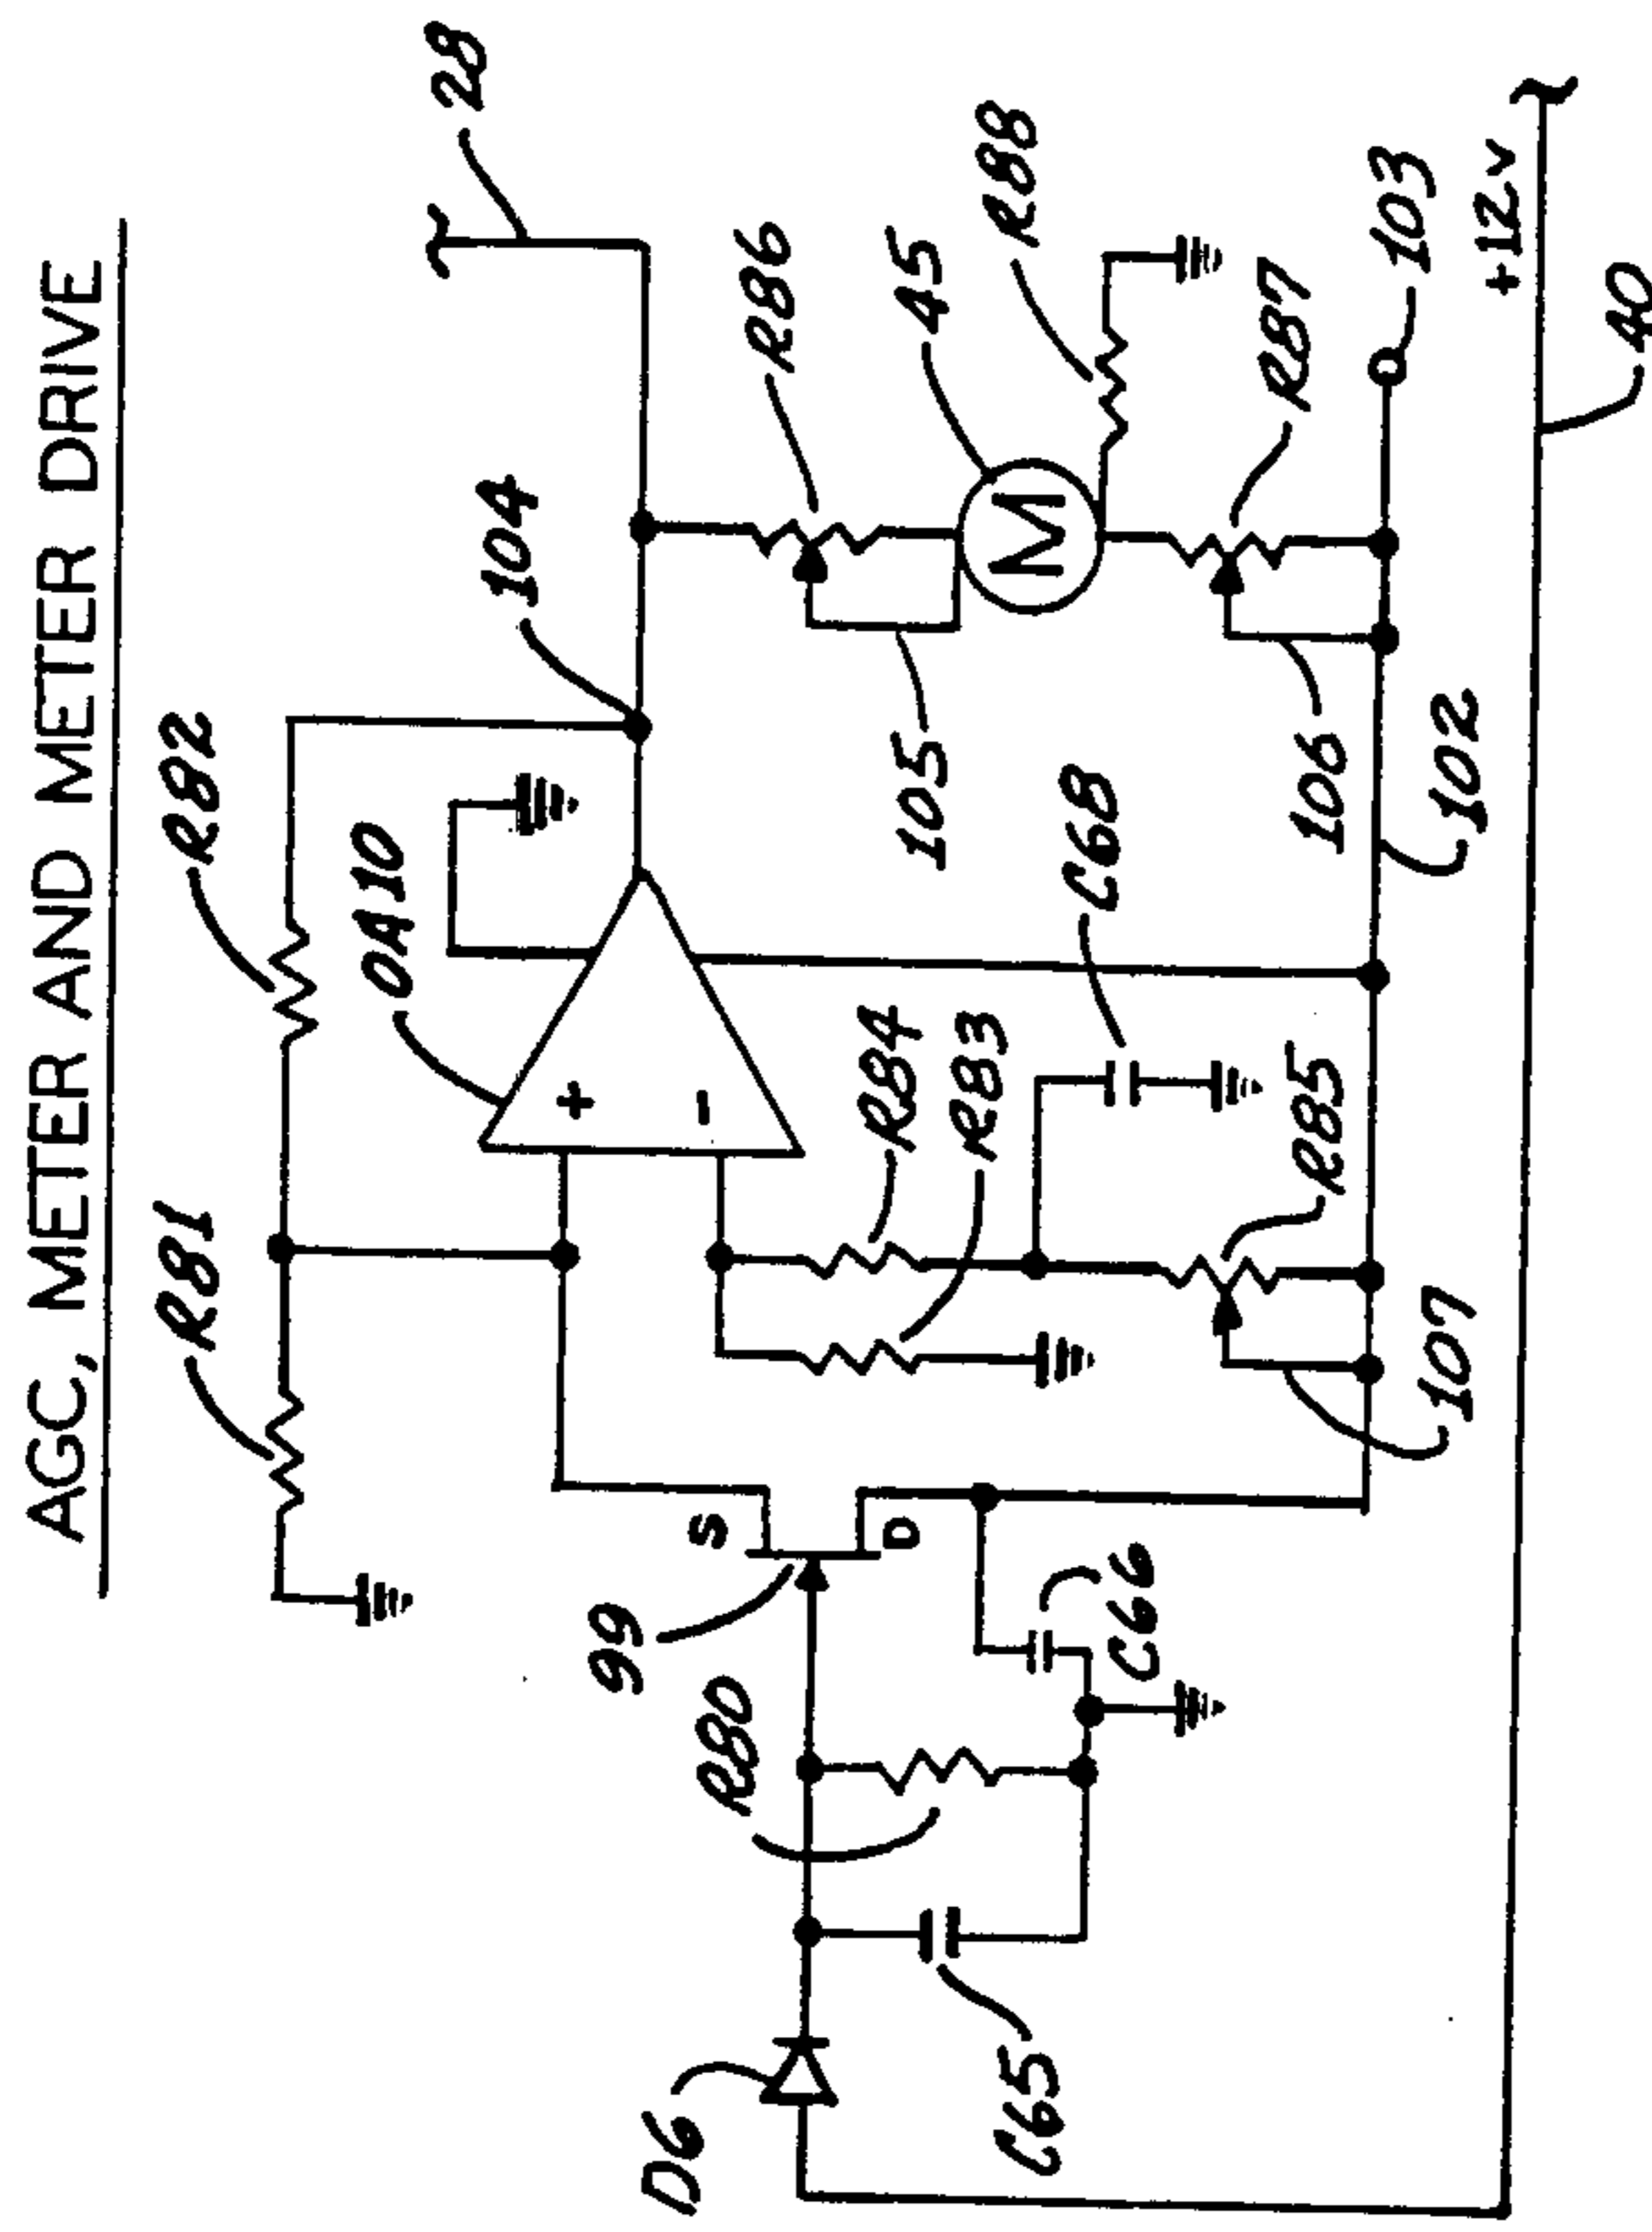 AGC, METER AND METER DRIVE
R81
R82
28
OA10
104
+
-
S
D
99
R80
D6
C65
C66
R84
R83
C68
R85
107
105
R86
45
M
R88
R87
106
102
103
+12V
40